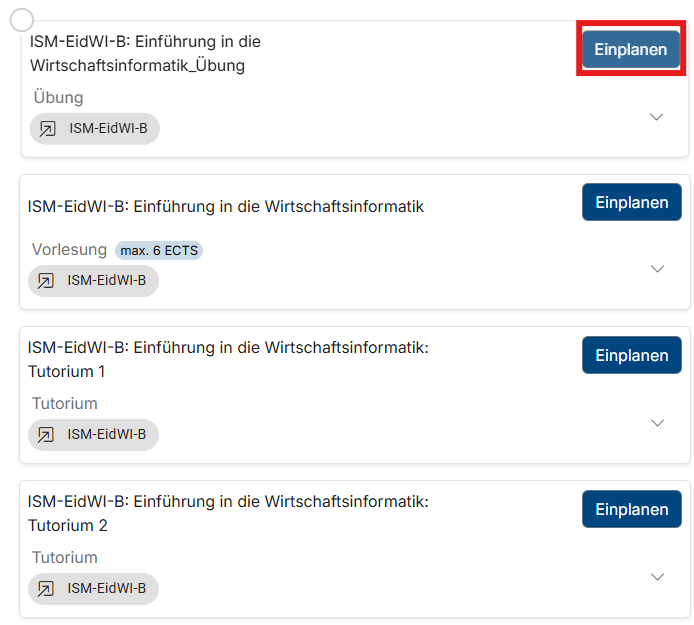 ISM-EidWI-B: Einführung in die
Wirtschaftsinformatik_Übung
Einplanen
Übung
ISM-EidWI-B
ISM-EidWI-B: Einführung in die Wirtschaftsinformatik
Einplanen
Vorlesung max. 6 ECTS
ISM-EidWI-B
ISM-EidWI-B: Einführung in die Wirtschaftsinformatik:
Tutorium 1
Einplanen
Tutorium
ISM-EidWI-B
ISM-EidWI-B: Einführung in die Wirtschaftsinformatik:
Tutorium 2
Einplanen
Tutorium
ISM-EidWI-B